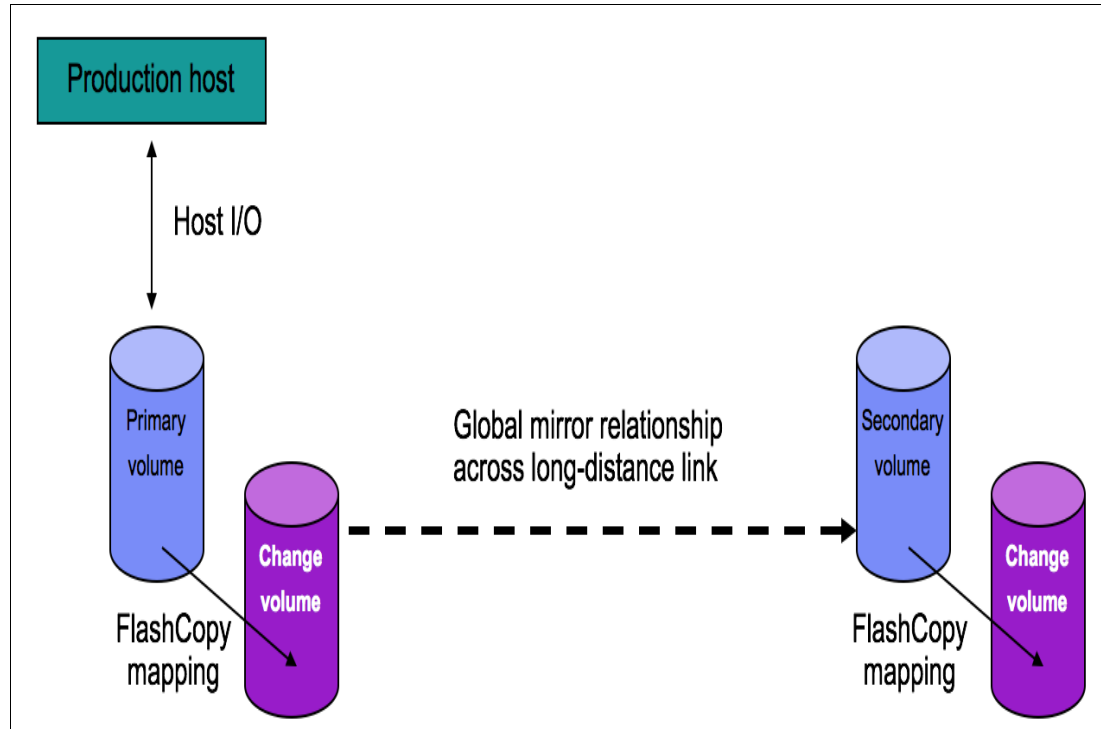 Production host
Host I/O
Primary
volume
Global mirror relationship
across long-distance link
Secondary
volume
Change
volume
Change
volume
FlashCopy
mapping
FlashCopy
mapping